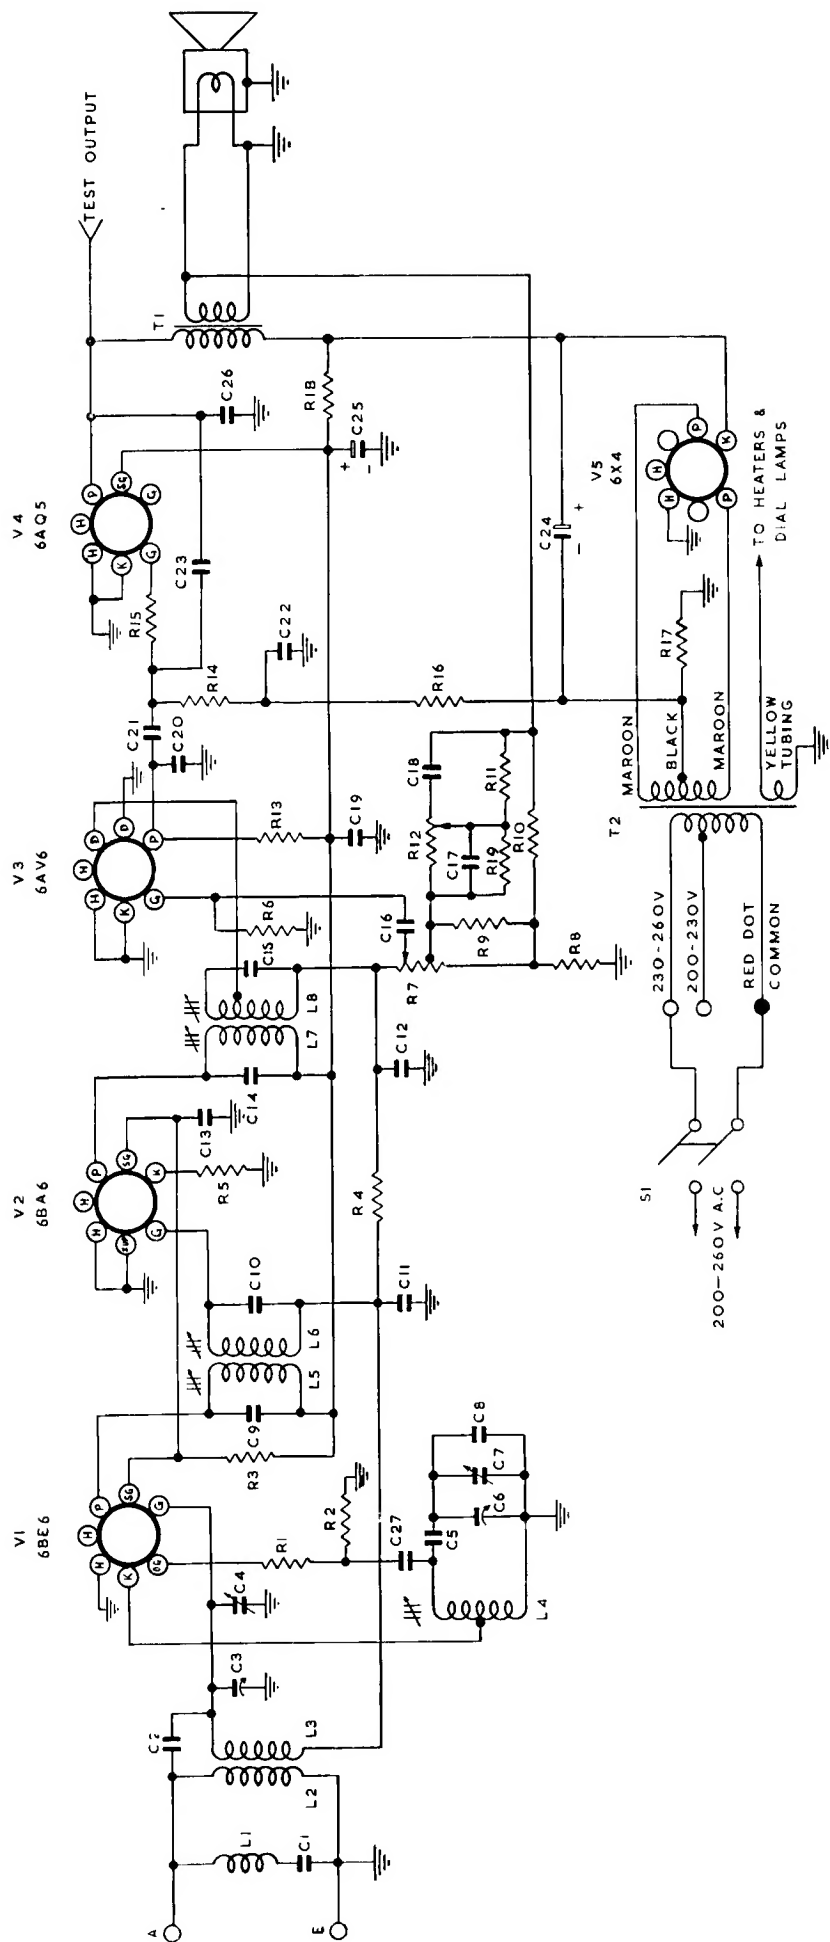 A
E
L1
C1
C2
L2
L3
C3
C4
V1
6BE6
H
H
P
K
SG
OG
G
R1
R2
C27
L4
C5
C6
C7
C8
R3
C9
L5
L6
C10
C11
R4
V2
6BA6
H
H
P
SG
G
K
R5
C13
C14
L7
L8
C15
C12
V3
6AV6
H
H
D
K
D
G
P
R6
C16
R7
R8
R9
R10
R11
R12
C17
R19
C18
R13
C19
C20
C21
R14
C22
R16
R15
C23
V4
6AQ5
H
H
P
K
SG
G
G
C26
C25
+
-
R18
T1
TEST OUTPUT
C24
-
+
V5
6X4
H
H
P
P
K
R17
MAROON
BLACK
MAROON
YELLOW
TUBING
TO HEATERS &
DIAL LAMPS
T2
230-260V
200-230V
RED DOT
COMMON
S1
200-260V A.C